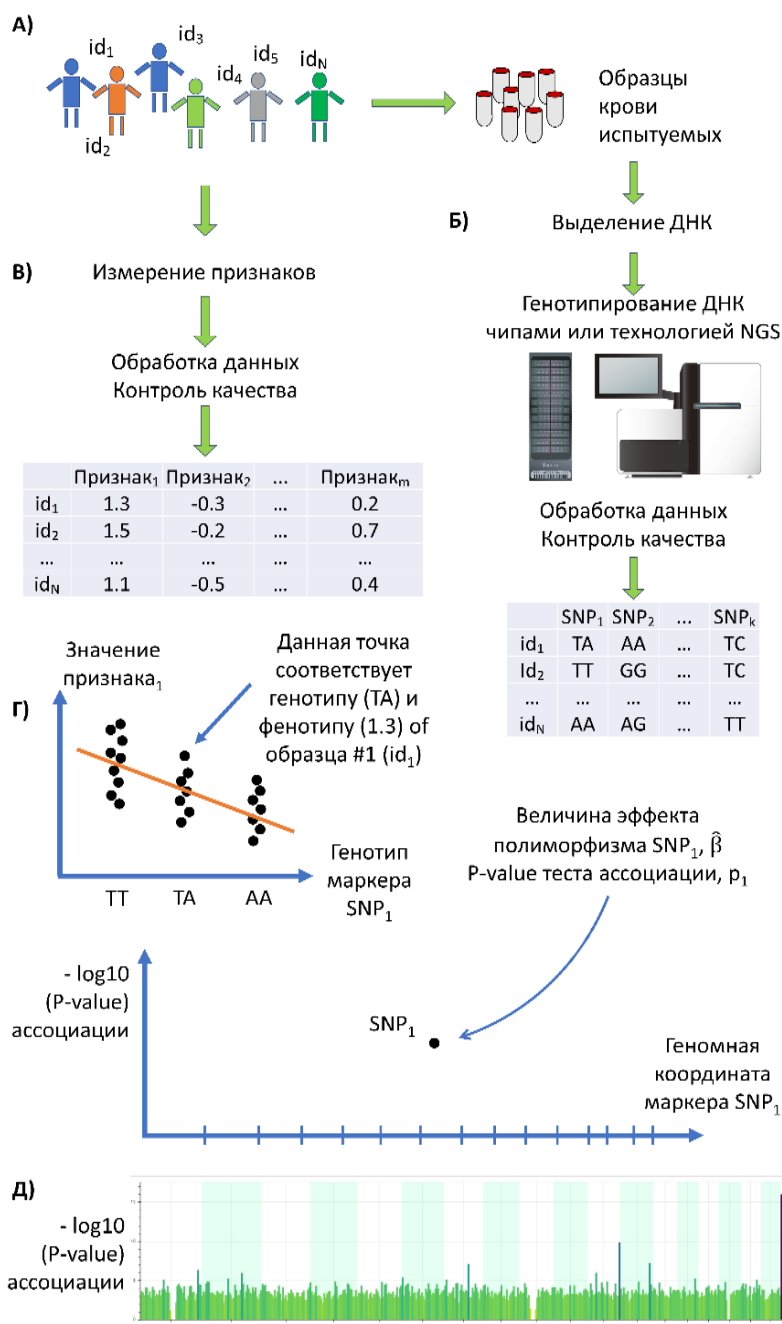 А)
id₁
id₃
id₅
id_N
id₄
id₂
Образцы
крови
испытуемых
Б)
Выделение ДНК
Генотипирование ДНК
чипами или технологией NGS
Обработка данных
Контроль качества
SNP₁ SNP₂ ... SNPₖ
id₁ TA AA ... TC
Id₂ TT GG ... TC
... ... ... ...
id_N AA AG ... TT
В)
Измерение признаков
Обработка данных
Контроль качества
Признак₁ Признак₂ ... Признакₘ
id₁ 1.3 -0.3 ... 0.2
id₂ 1.5 -0.2 ... 0.7
... ... ... ... ...
id_N 1.1 -0.5 ... 0.4
Г)
Значение
признака₁
Данная точка
соответствует
генотипу (TA) и
фенотипу (1.3) of
образца #1 (id₁)
TT TA AA
Генотип
маркера
SNP₁
Величина эффекта
полиморфизма SNP₁, β̂
P-value теста ассоциации, p₁
- log10
(P-value)
ассоциации
SNP₁
Геномная
координата
маркера SNP₁
Д)
- log10
(P-value)
ассоциации